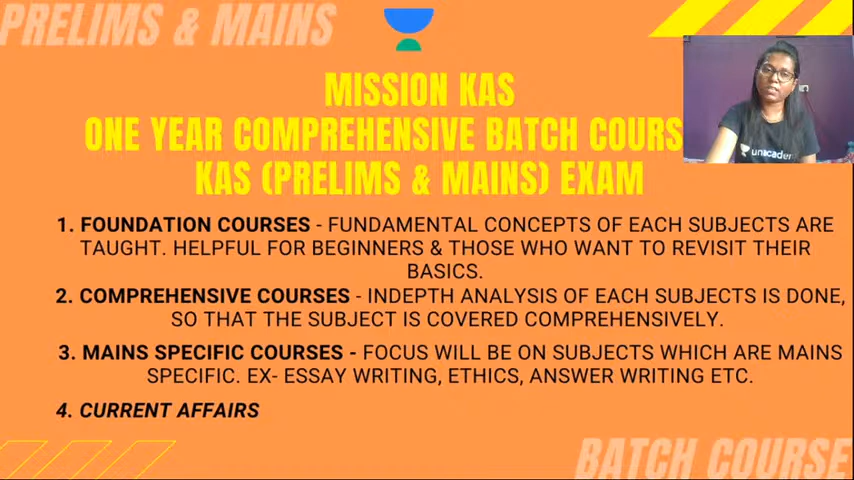 PRELIMS & MAINS
MISSION KAS
ONE YEAR COMPREHENSIVE BATCH COURS
KAS (PRELIMS & MAINS) EXAM
unacade
1. FOUNDATION COURSES - FUNDAMENTAL CONCEPTS OF EACH SUBJECTS ARE
TAUGHT. HELPFUL FOR BEGINNERS & THOSE WHO WANT TO REVISIT THEIR
BASICS.
2. COMPREHENSIVE COURSES - INDEPTH ANALYSIS OF EACH SUBJECTS IS DONE,
SO THAT THE SUBJECT IS COVERED COMPREHENSIVELY.
3. MAINS SPECIFIC COURSES - FOCUS WILL BE ON SUBJECTS WHICH ARE MAINS
SPECIFIC. EX- ESSAY WRITING, ETHICS, ANSWER WRITING ETC.
4. CURRENT AFFAIRS
BATCH COURSE